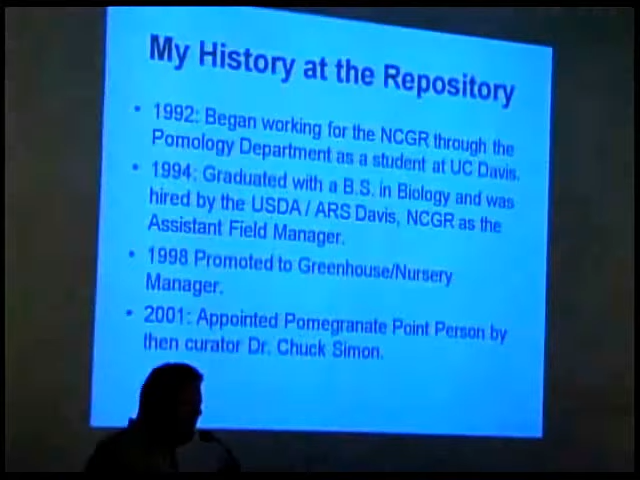 My History at the Repository
• 1992: Began working for the NCGR through the
Pomology Department as a student at UC Davis.
• 1994: Graduated with a B.S. in Biology and was
hired by the USDA / ARS Davis, NCGR as the
Assistant Field Manager.
• 1998 Promoted to Greenhouse/Nursery
Manager.
• 2001: Appointed Pomegranate Point Person by
then curator Dr. Chuck Simon.